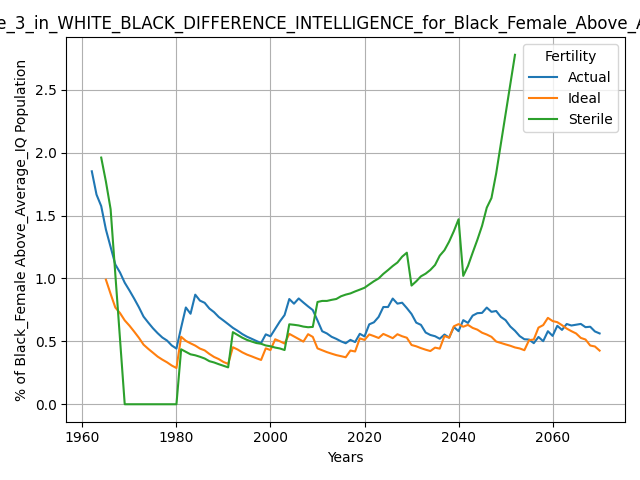 e_3_in_WHITE_BLACK_DIFFERENCE_INTELLIGENCE_for_Black_Female_Above_A
% of Black_Female Above_Average_IQ Population
2.5
2.0
1.5
1.0
0.5
0.0
Fertility
Actual
Ideal
Sterile
1960 1980 2000 2020 2040 2060
Years